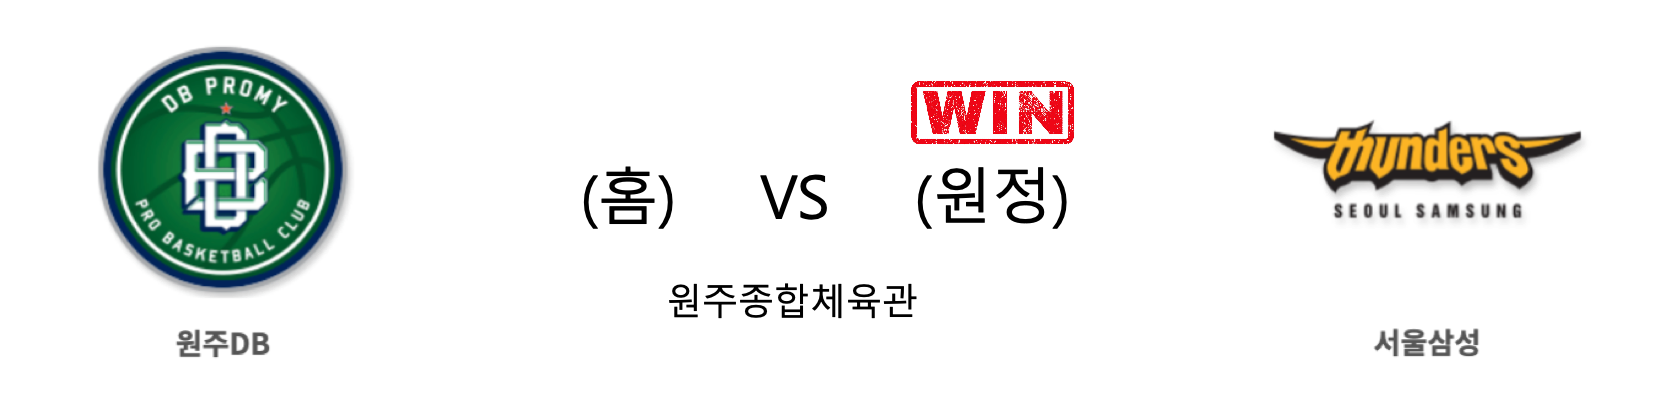 DB PROMY
PRO BASKETBALL CLUB
원주DB
WIN
(홈) VS (원정)
원주종합체육관
thunders
SEOUL SAMSUNG
서울삼성